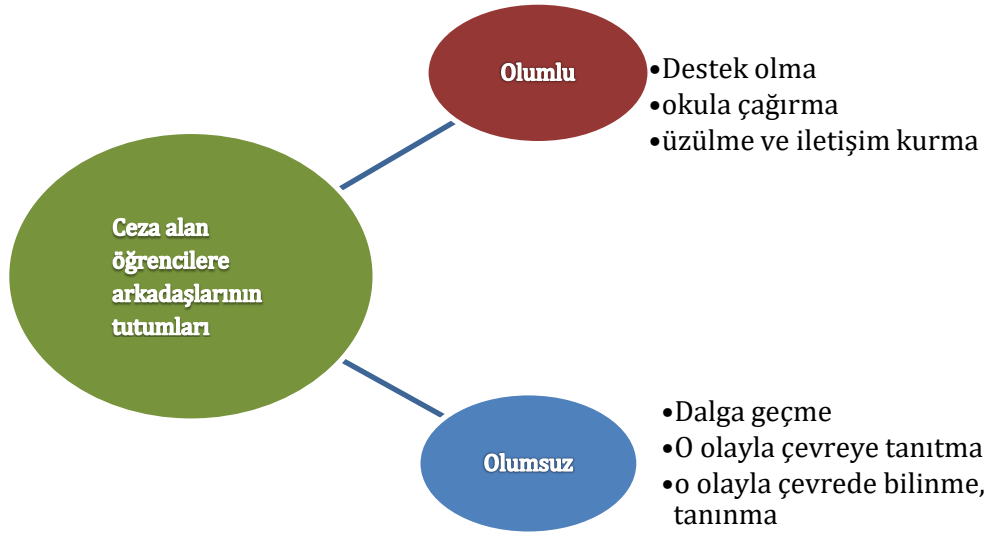 Olumlu
•Destek olma
•okula çağırma
•üzülme ve iletişim kurma
Ceza alan
öğrencilere
arkadaşlarının
tutumları
Olumsuz
•Dalga geçme
•O olayla çevreye tanıtma
•o olayla çevrede bilinme,
tanınma